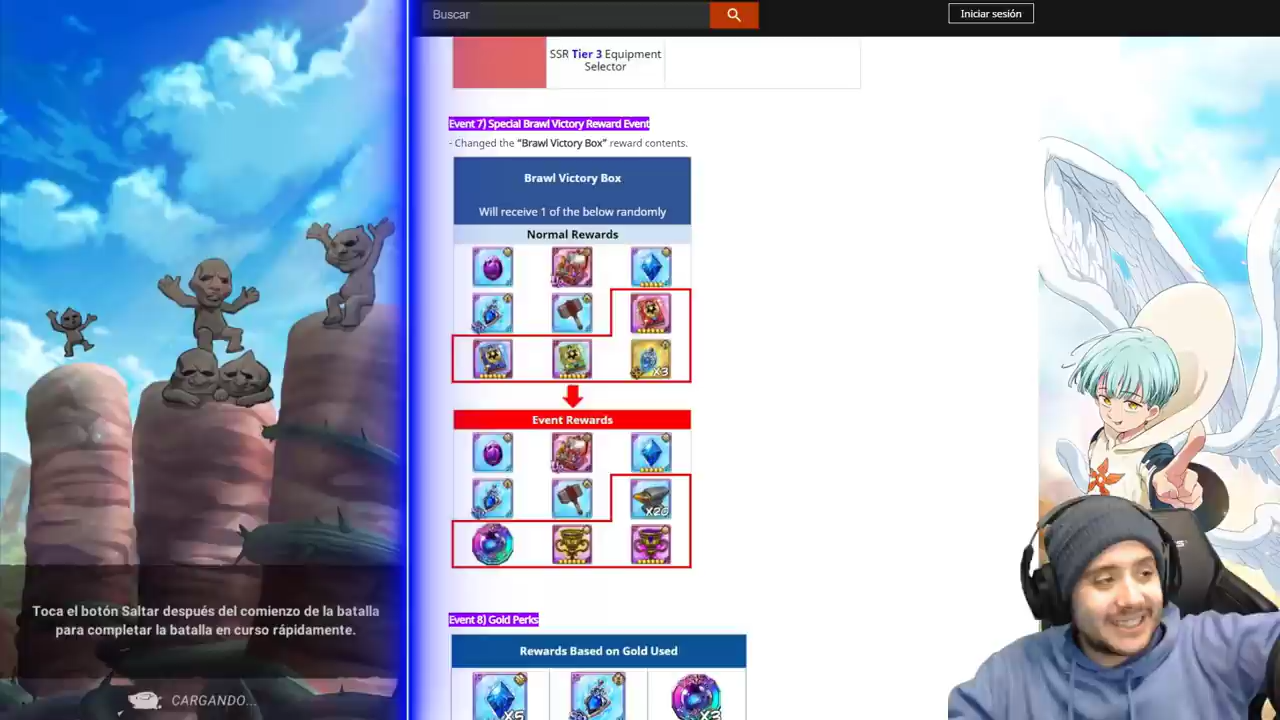 Buscar
Iniciar sesión
SSR Tier 3 Equipment
Selector
Event 7) Special Brawl Victory Reward Event
- Changed the "Brawl Victory Box" reward contents.
Brawl Victory Box
Will receive 1 of the below randomly
Normal Rewards
X3
Event Rewards
X20
Event 8) Gold Perks
Rewards Based on Gold Used
X5
X3
Toca el botón Saltar después del comienzo de la batalla
para completar la batalla en curso rápidamente.
CARGANDO...